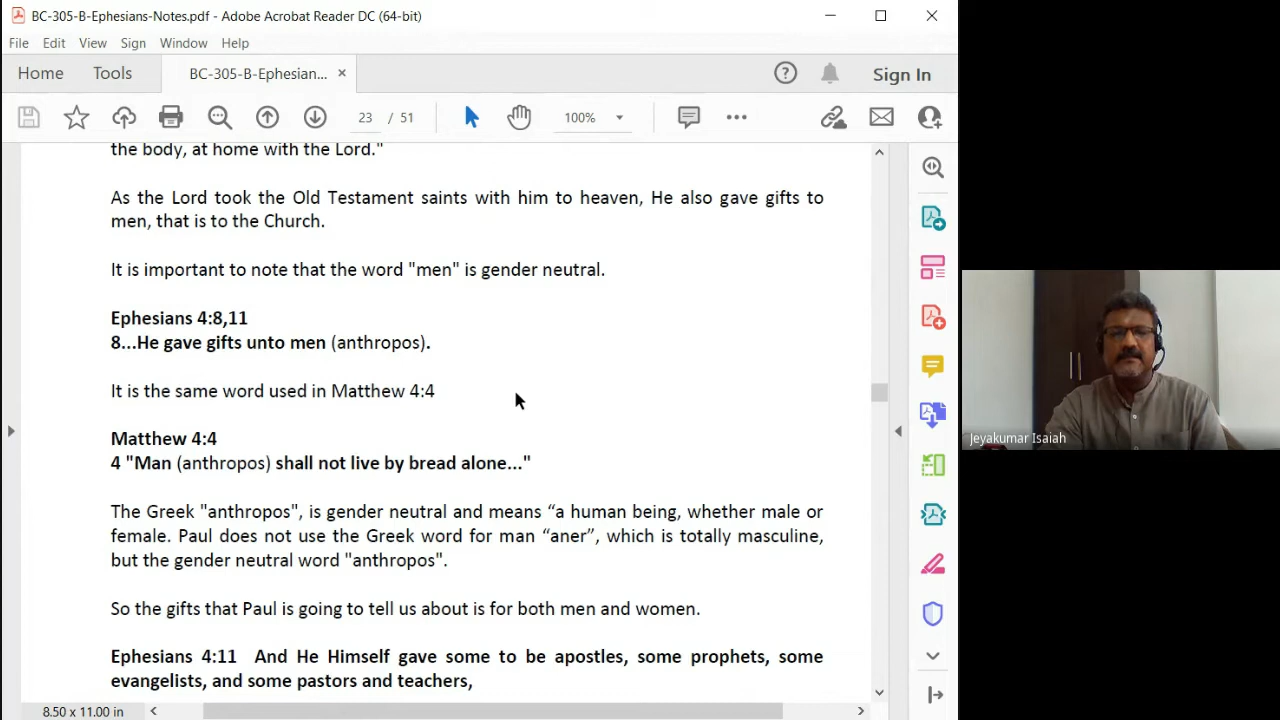 BC-305-B-Ephesians-Notes.pdf - Adobe Acrobat Reader DC (64-bit)
File Edit View Sign Window Help
Home Tools BC-305-B-Ephesian... × Sign In
23 / 51 100%
the body, at home with the Lord."
As the Lord took the Old Testament saints with him to heaven, He also gave gifts to
men, that is to the Church.
It is important to note that the word "men" is gender neutral.
Ephesians 4:8,11
8...He gave gifts unto men (anthropos).
It is the same word used in Matthew 4:4
Matthew 4:4
4 "Man (anthropos) shall not live by bread alone..."
The Greek "anthropos", is gender neutral and means “a human being, whether male or
female. Paul does not use the Greek word for man “aner”, which is totally masculine,
but the gender neutral word "anthropos".
So the gifts that Paul is going to tell us about is for both men and women.
Ephesians 4:11 And He Himself gave some to be apostles, some prophets, some
evangelists, and some pastors and teachers,
8.50 x 11.00 in
Jeyakumar Isaiah